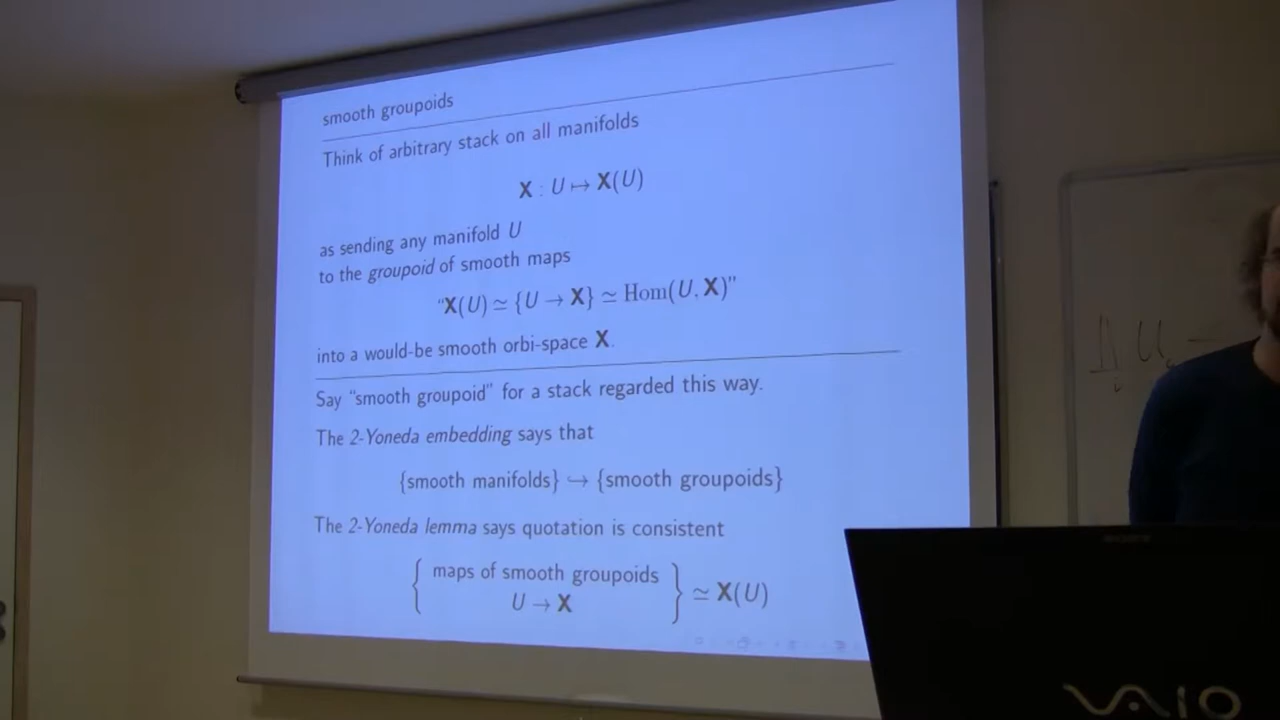 smooth groupoids
Think of arbitrary stack on all manifolds
X : U ↦ X(U)
as sending any manifold U
to the groupoid of smooth maps
“X(U) ≃ {U → X} ≃ Hom(U, X)”
into a would-be smooth orbi-space X.
Say “smooth groupoid” for a stack regarded this way.
The 2-Yoneda embedding says that
{smooth manifolds} ↪ {smooth groupoids}
The 2-Yoneda lemma says quotation is consistent
{ maps of smooth groupoids
U → X } ≃ X(U)
SONY
VAIO